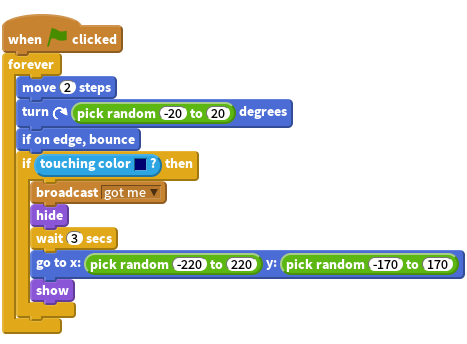 when clicked
forever
move 2 steps
turn pick random -20 to 20 degrees
if on edge, bounce
if touching color ? then
broadcast got me
hide
wait 3 secs
go to x: pick random -220 to 220 y: pick random -170 to 170
show